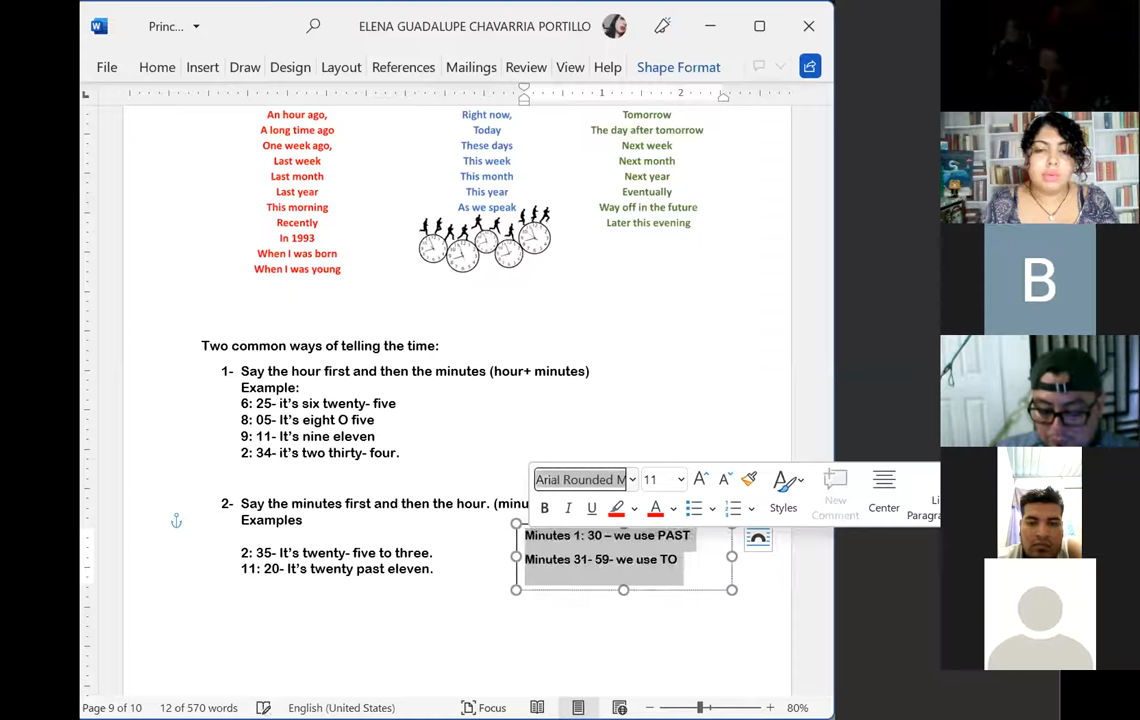 Princ...
ELENA GUADALUPE CHAVARRIA PORTILLO
File Home Insert Draw Design Layout References Mailings Review View Help Shape Format
1 2
An hour ago,
A long time ago
One week ago,
Last week
Last month
Last year
This morning
Recently
In 1993
When I was born
When I was young
Right now,
Today
These days
This week
This month
This year
As we speak
Tomorrow
The day after tomorrow
Next week
Next month
Next year
Eventually
Way off in the future
Later this evening
Two common ways of telling the time:
1- Say the hour first and then the minutes (hour+ minutes)
Example:
6: 25- it's six twenty- five
8: 05- It's eight O five
9: 11- It's nine eleven
2: 34- it's two thirty- four.
2- Say the minutes first and then the hour. (minu
Examples
2: 35- It's twenty- five to three.
11: 20- It's twenty past eleven.
Arial Rounded M 11
B I U A
Styles
New
Comment
Center
Li
Paragra
Minutes 1: 30 – we use PAST
Minutes 31- 59- we use TO
B
Page 9 of 10 12 of 570 words English (United States) Focus 80%